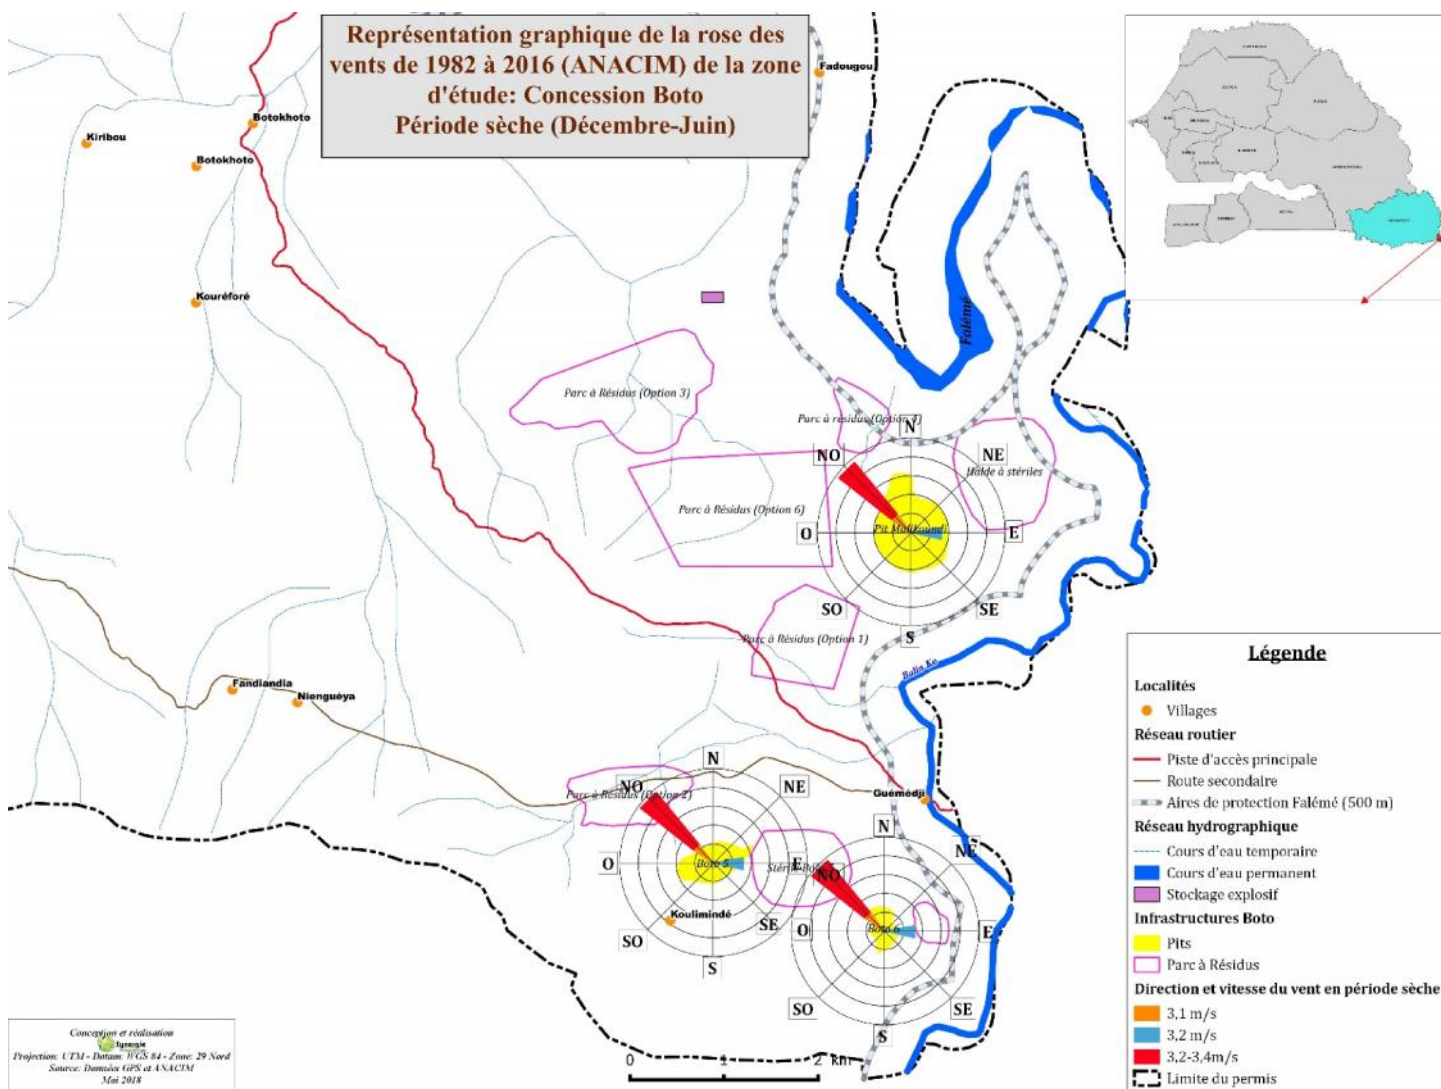 Représentation graphique de la rose des
vents de 1982 à 2016 (ANACIM) de la zone
d'étude: Concession Boto
Période sèche (Décembre-Juin)
Fadougou
Botokhoto
Kiribou
Botokhoto
Kouréforé
Falémé
Parc à Résidus (Option 3)
Parc à résidus (Option 4)
N
NO
NE
Halde à stériles
Parc à Résidus (Option 6)
Pit Malikoundi
O
E
SO
SE
S
Parc à Résidus (Option 1)
Balin Ko
Fandiandia
Nienguéya
N
NO
NE
Parc à Résidus (Option 2)
Guémédji
N
NE
O
Boto 5
E
NO
Koulimindé
SE
SO
S
O
Boto 6
E
SO
SE
S
0 1 2 km
Légende
Localités
Villages
Réseau routier
Piste d'accès principale
Route secondaire
Aires de protection Falémé (500 m)
Réseau hydrographique
Cours d'eau temporaire
Cours d'eau permanent
Stockage explosif
Infrastructures Boto
Pits
Parc à Résidus
Direction et vitesse du vent en période sèche
3,1 m/s
3,2 m/s
3,2-3,4m/s
Limite du permis
Conception et réalisation
Synergie
Projection: UTM - Datum: WGS 84 - Zone: 29 Nord
Source: Données GPS et ANACIM
Mai 2018